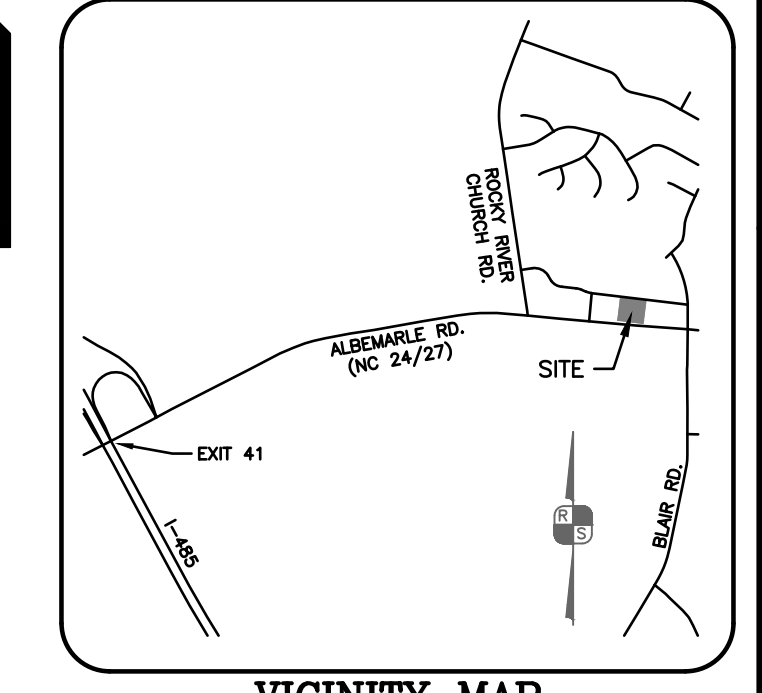 ROCKY RIVER
CHURCH RD.
ALBEMARLE RD.
(NC 24/27)
SITE
EXIT 41
I-485
BLAIR RD.
R
S
VICINITY MAP